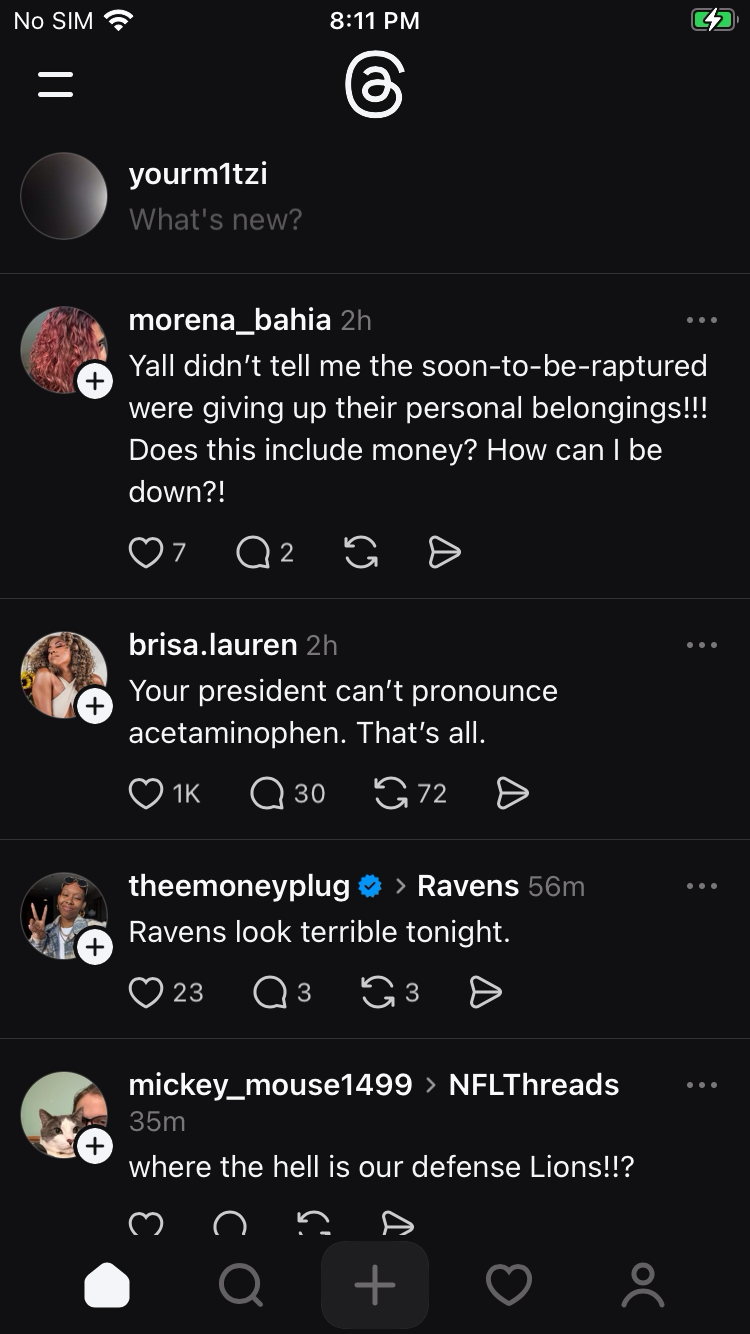 No SIM 8:11 PM
yourm1tzi
What's new?
morena_bahia 2h
Yall didn’t tell me the soon-to-be-raptured
were giving up their personal belongings!!!
Does this include money? How can I be
down?!
7 2
brisa.lauren 2h
Your president can’t pronounce
acetaminophen. That’s all.
1K 30 72
theemoneyplug > Ravens 56m
Ravens look terrible tonight.
23 3 3
mickey_mouse1499 > NFLThreads
35m
where the hell is our defense Lions!!?